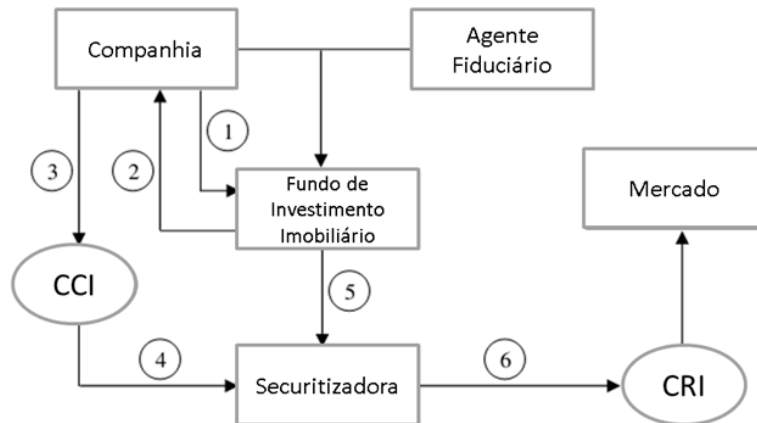 Companhia
Agente
Fiduciário
1
3
2
Fundo de
Investimento
Imobiliário
Mercado
CCI
5
4
Securitizadora
6
CRI